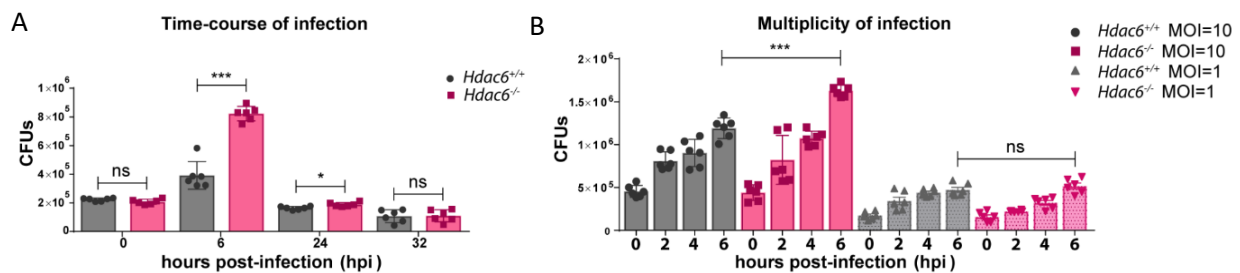 A
Time-course of infection
Hdac6+/+
Hdac6-/-
CFUs
1×10^6
8×10^5
6×10^5
4×10^5
2×10^5
0
ns
***
*
ns
0 6 24 32
hours post-infection (hpi)
B
Multiplicity of infection
Hdac6+/+ MOI=10
Hdac6-/- MOI=10
Hdac6+/+ MOI=1
Hdac6-/- MOI=1
CFUs
2×10^6
1×10^6
1×10^6
5×10^5
0
***
ns
0 2 4 6 0 2 4 6 0 2 4 6 0 2 4 6
hours post-infection (hpi)